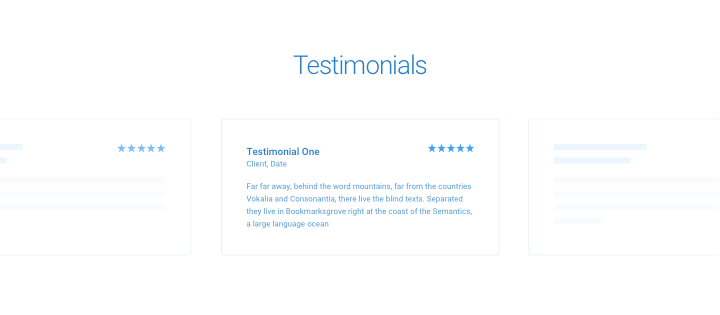 Testimonials
Testimonial One
Client, Date
Far far away, behind the word mountains, far from the countries
Vokalia and Consonantia, there live the blind texts. Separated
they live in Bookmarksgrove right at the coast of the Semantics,
a large language ocean